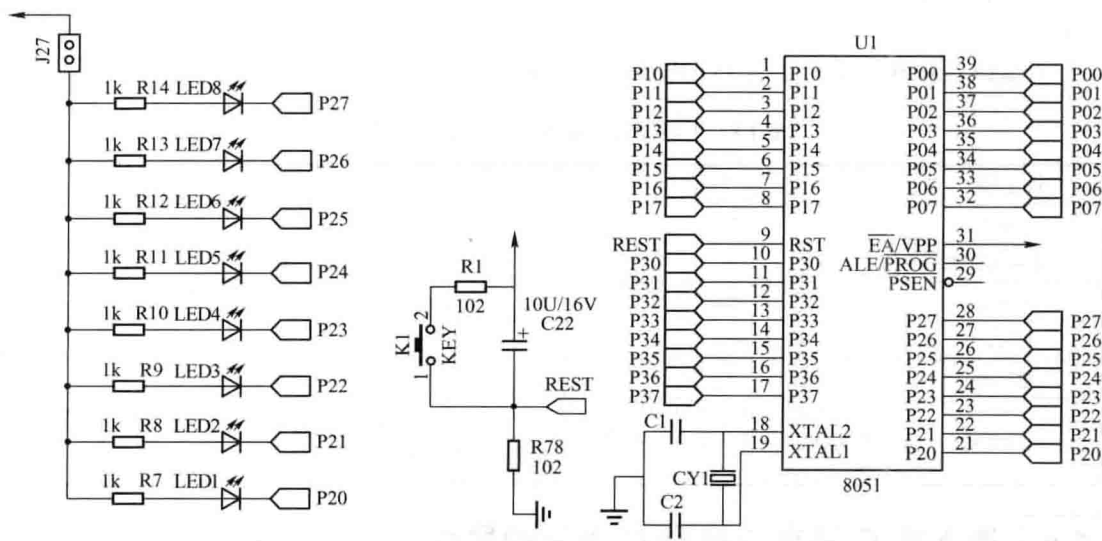 J27
1k R14 LED8 P27
1k R13 LED7 P26
1k R12 LED6 P25
1k R11 LED5 P24
1k R10 LED4 P23
1k R9 LED3 P22
1k R8 LED2 P21
1k R7 LED1 P20
R1
102
10U/16V
C22
K1
2
KEY
1
REST
R78
102
U1
P10 1 P10 P00 39 P00
P11 2 P11 P01 38 P01
P12 3 P12 P02 37 P02
P13 4 P13 P03 36 P03
P14 5 P14 P04 35 P04
P15 6 P15 P05 34 P05
P16 7 P16 P06 33 P06
P17 8 P17 P07 32 P07
REST 9 RST EA/VPP 31
P30 10 P30 ALE/PROG 30
P31 11 P31 PSEN 29
P32 12 P32
P33 13 P33 P27 28 P27
P34 14 P34 P26 27 P26
P35 15 P35 P25 26 P25
P36 16 P36 P24 25 P24
P37 17 P37 P23 24 P23
P22 23 P22
C1 18 XTAL2 P21 22 P21
19 XTAL1 P20 21 P20
CY1
C2
8051